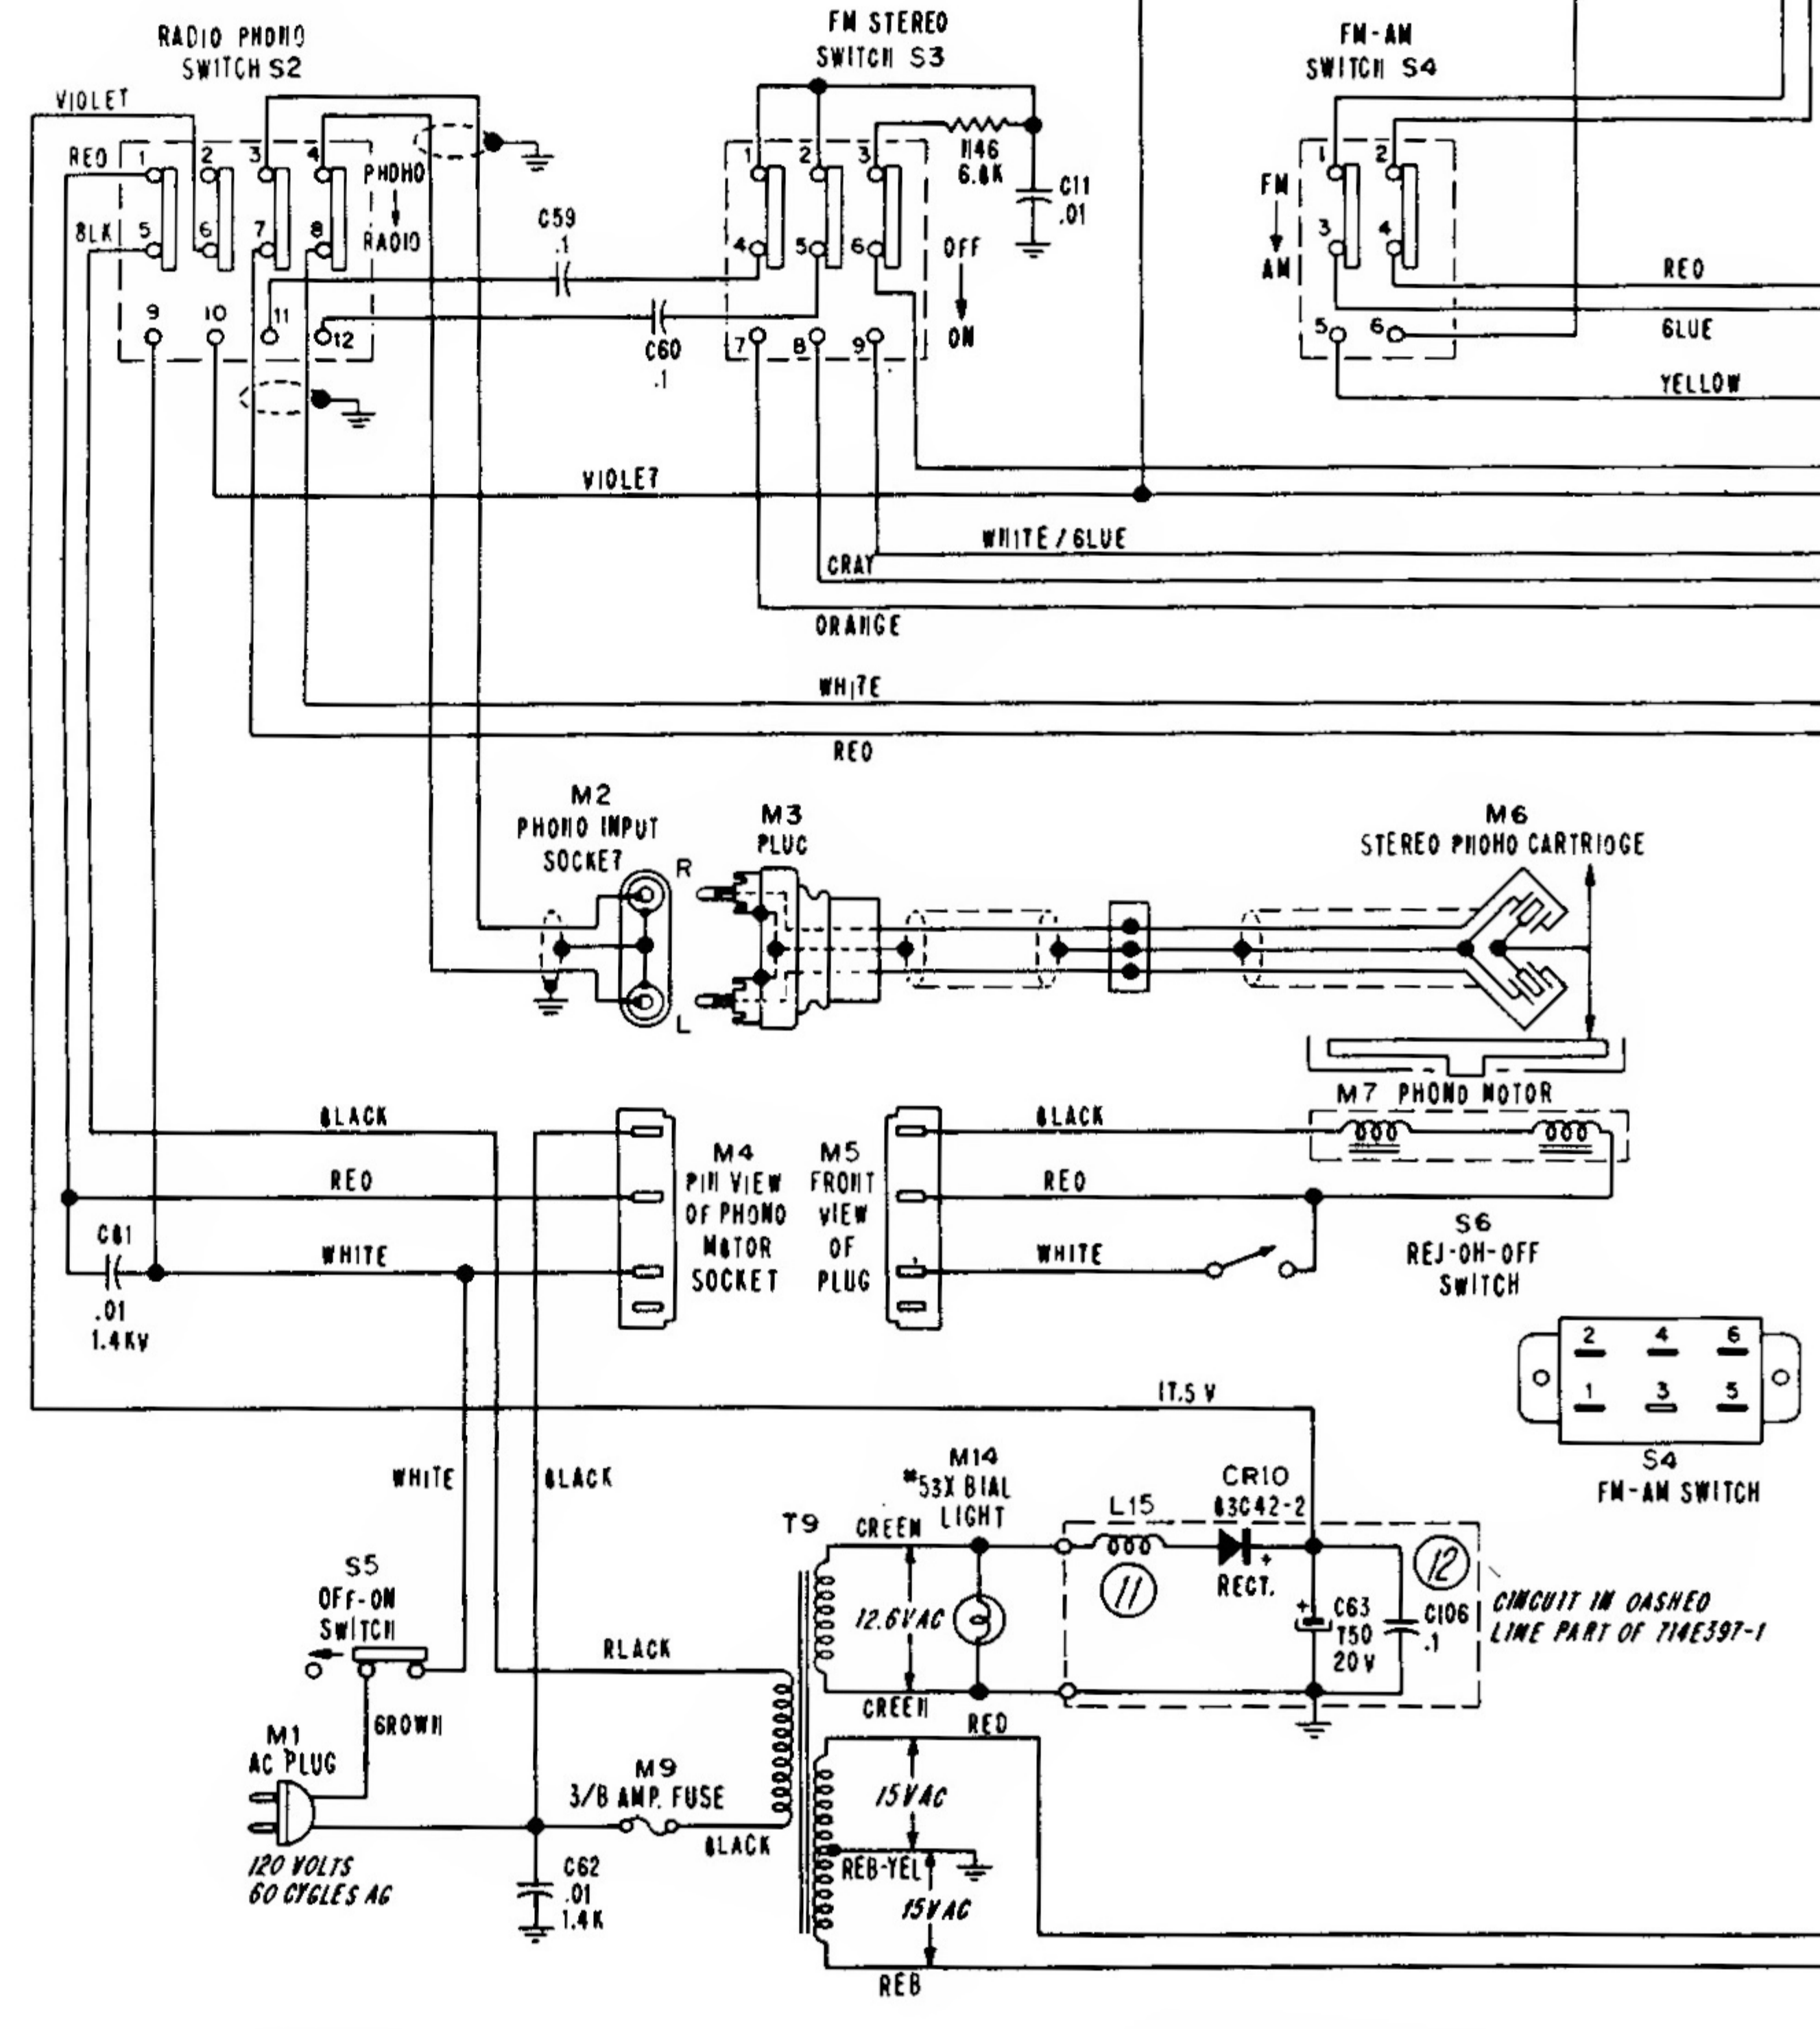 RADIO PHONO
SWITCH S2
FM STEREO
SWITCH S3
FM-AM
SWITCH S4
VIOLET
RED
1
2
3
4
PHONO
BLK
5
6
7
8
RADIO
9
10
11
12
C59
.1
C60
.1
1
2
3
R46
6.8K
C11
.01
4
5
6
OFF
ON
7
8
9
1
2
FM
3
4
AM
5
6
RED
BLUE
YELLOW
VIOLET
WHITE / BLUE
GRAY
ORANGE
WHITE
RED
M2
PHONO INPUT
SOCKET
R
L
M3
PLUG
M6
STEREO PHONO CARTRIDGE
M7 PHONO MOTOR
BLACK
RED
WHITE
C61
.01
1.4KV
M4
PIN VIEW
OF PHONO
MOTOR
SOCKET
M5
FRONT
VIEW
OF
PLUG
BLACK
RED
WHITE
S6
REJ-ON-OFF
SWITCH
2 4 6
1 3 5
S4
FM-AM SWITCH
17.5 V
WHITE
BLACK
M14
#53X DIAL
LIGHT
T9
GREEN
L15
CR10
93C42-2
RECT.
+
11
12
12.6VAC
+
C63
750
20V
C106
.1
CIRCUIT IN DASHED
LINE PART OF 714E397-1
S5
OFF-ON
SWITCH
BLACK
GREEN
RED
BROWN
M1
AC PLUG
120 VOLTS
60 CYCLES AC
M9
3/8 AMP. FUSE
BLACK
15VAC
RED-YEL
15VAC
RED
C62
.01
1.4K